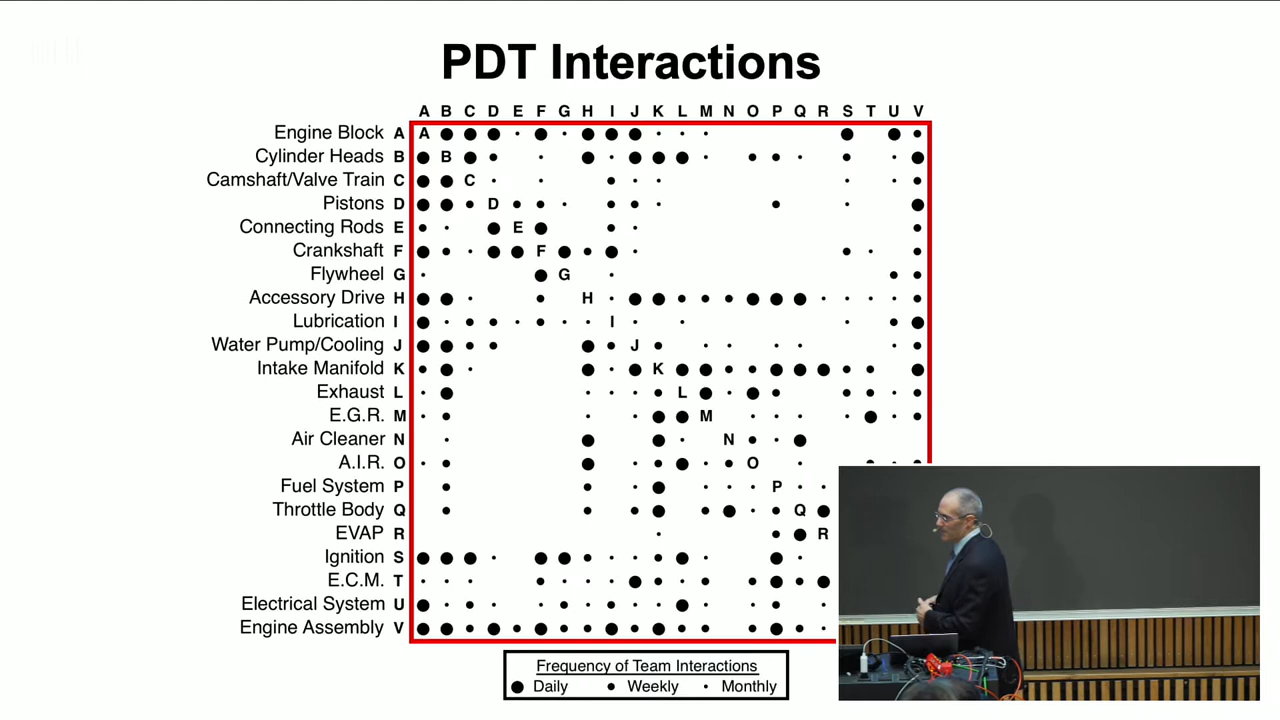 PDT Interactions
A B C D E F G H I J K L M N O P Q R S T U V
Engine Block A A
Cylinder Heads B B
Camshaft/Valve Train C C
Pistons D D
Connecting Rods E E
Crankshaft F F
Flywheel G G
Accessory Drive H H
Lubrication I I
Water Pump/Cooling J J
Intake Manifold K K
Exhaust L L
E.G.R. M M
Air Cleaner N N
A.I.R. O O
Fuel System P P
Throttle Body Q Q
EVAP R R
Ignition S
E.C.M. T
Electrical System U
Engine Assembly V
Frequency of Team Interactions
Daily Weekly Monthly